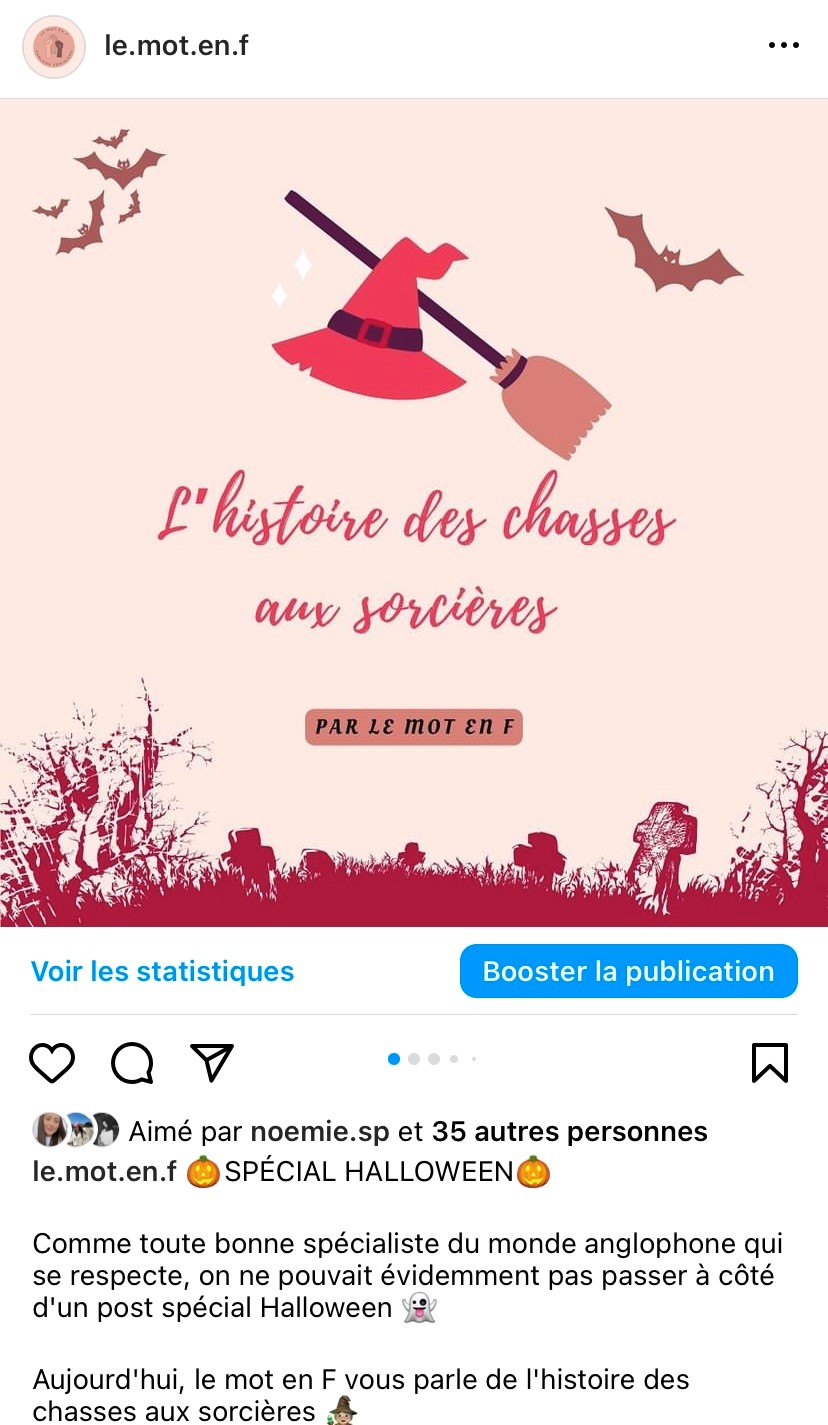 le.mot.en.f
L'histoire des chasses
aux sorcières
PAR LE MOT EN F
Voir les statistiques
Booster la publication
Aimé par noemie.sp et 35 autres personnes
le.mot.en.f 🎃SPÉCIAL HALLOWEEN🎃
Comme toute bonne spécialiste du monde anglophone qui
se respecte, on ne pouvait évidemment pas passer à côté
d'un post spécial Halloween 👻
Aujourd'hui, le mot en F vous parle de l'histoire des
chasses aux sorcières 🧙🏼‍♀️